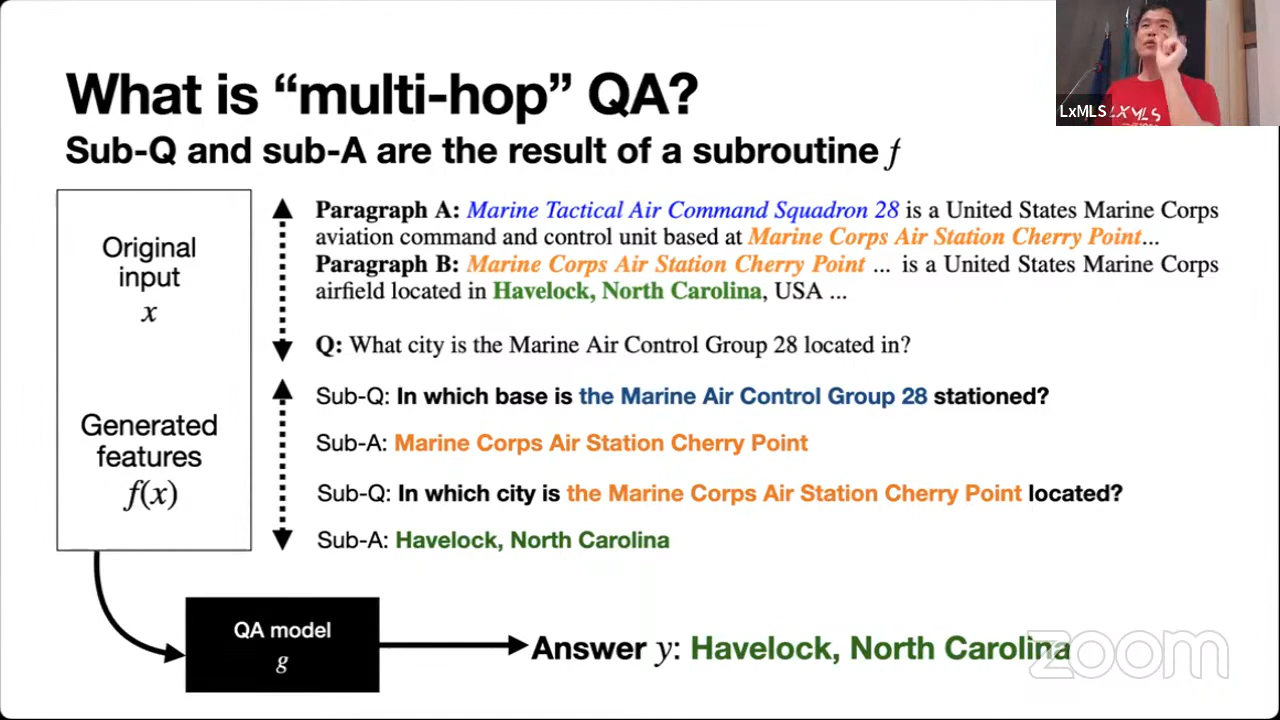 What is “multi-hop” QA?
Sub-Q and sub-A are the result of a subroutine f
Original
input
x
Generated
features
f(x)
Paragraph A: Marine Tactical Air Command Squadron 28 is a United States Marine Corps
aviation command and control unit based at Marine Corps Air Station Cherry Point...
Paragraph B: Marine Corps Air Station Cherry Point ... is a United States Marine Corps
airfield located in Havelock, North Carolina, USA ...
Q: What city is the Marine Air Control Group 28 located in?
Sub-Q: In which base is the Marine Air Control Group 28 stationed?
Sub-A: Marine Corps Air Station Cherry Point
Sub-Q: In which city is the Marine Corps Air Station Cherry Point located?
Sub-A: Havelock, North Carolina
QA model
g
Answer y: Havelock, North Carolina
zoom
LxMLS
LXMLS